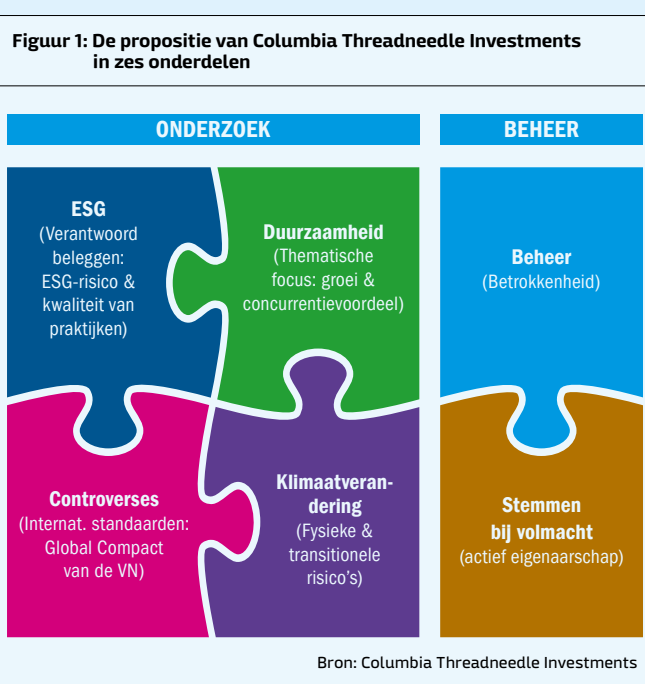 Figuur 1: De propositie van Columbia Threadneedle Investments
in zes onderdelen
ONDERZOEK
BEHEER
ESG
(Verantwoord
beleggen:
ESG-risico &
kwaliteit van
praktijken)
Duurzaamheid
(Thematische
focus: groei &
concurrentievoordeel)
Beheer
(Betrokkenheid)
Controverses
(Internat. standaarden:
Global Compact
van de VN)
Klimaatveran-
dering
(Fysieke &
transitionele
risico's)
Stemmen
bij volmacht
(actief eigenaarschap)
Bron: Columbia Threadneedle Investments